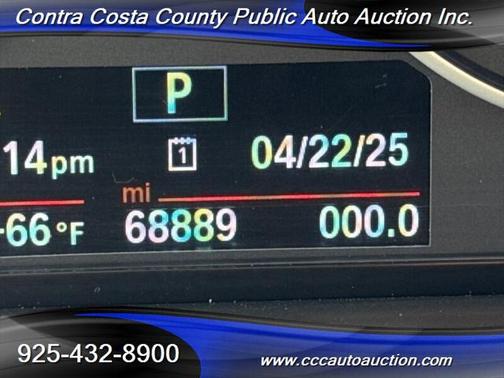 Contra Costa County Public Auto Auction Inc.
P
14pm 1 04/22/25
mi
66°F 68889 000.0
925-432-8900 www.cccautoauction.com